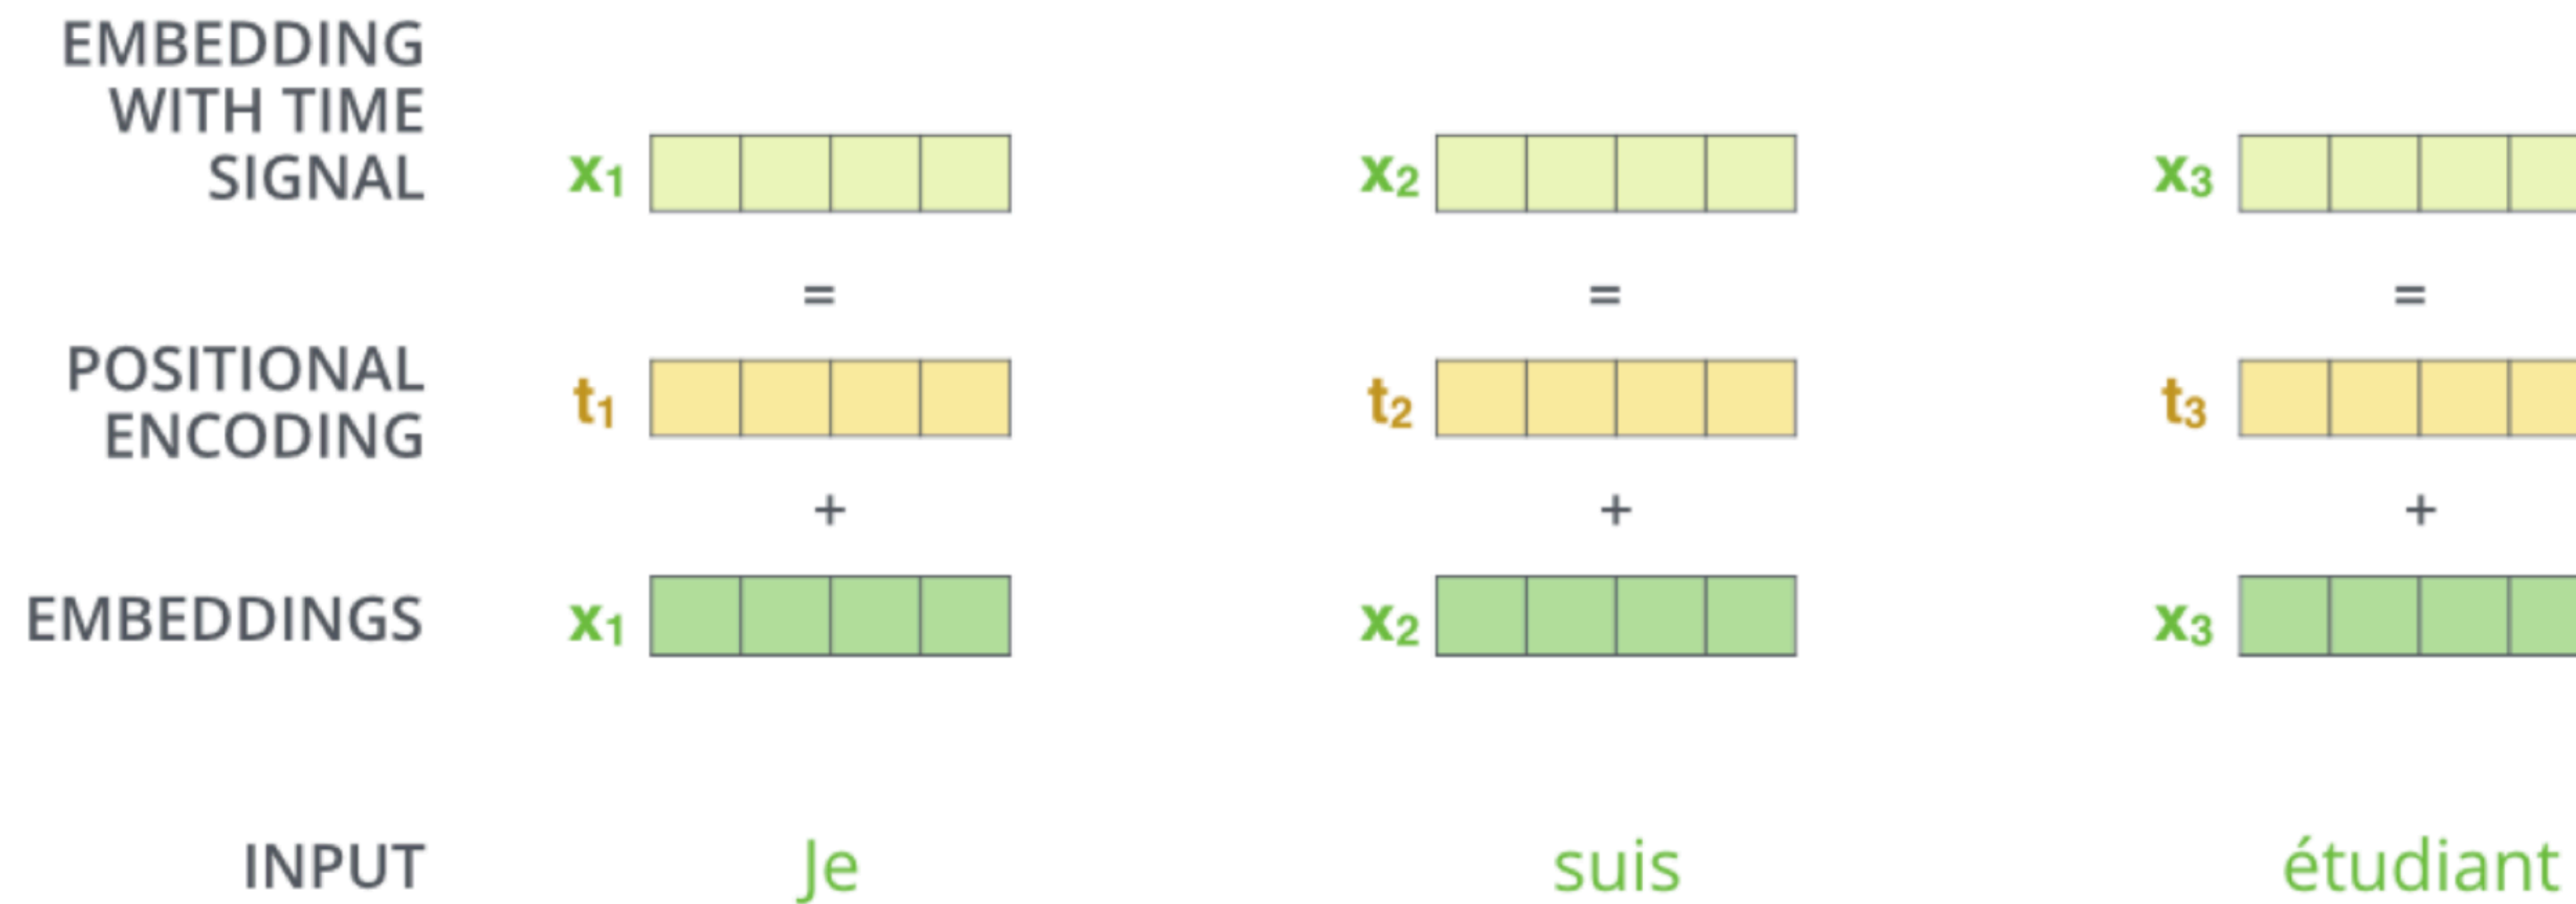 EMBEDDING
WITH TIME
SIGNAL
x1 x2 x3
= = =
POSITIONAL
ENCODING
t1 t2 t3
+ + +
EMBEDDINGS x1 x2 x3
INPUT Je suis étudiant